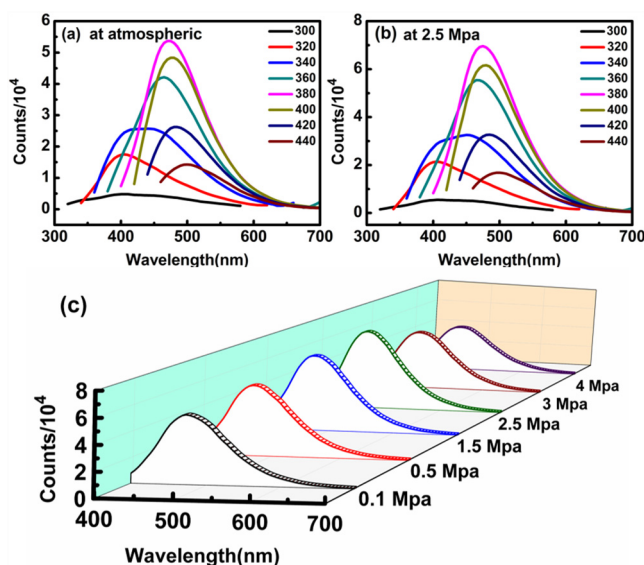 (a) at atmospheric
300
320
340
360
380
400
420
440
6
5
4
3
2
1
0
Counts/10⁴
300 400 500 600 700
Wavelength(nm)
(b) at 2.5 Mpa
300
320
340
360
380
400
420
440
8
7
6
5
4
3
2
1
0
Counts/10⁴
300 400 500 600 700
Wavelength(nm)
(c)
8
6
4
2
0
Counts/10⁴
400 500 600 700
Wavelength(nm)
0.1 Mpa
0.5 Mpa
1.5 Mpa
2.5 Mpa
3 Mpa
4 Mpa